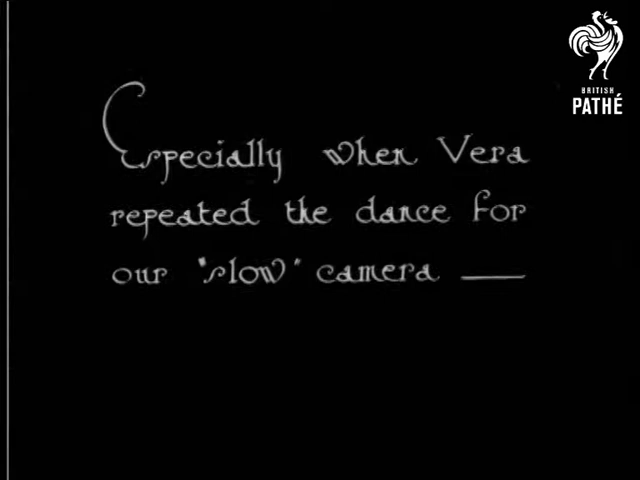 BRITISH
PATHÉ
Especially when Vera
repeated the dance for
our "slow" camera —